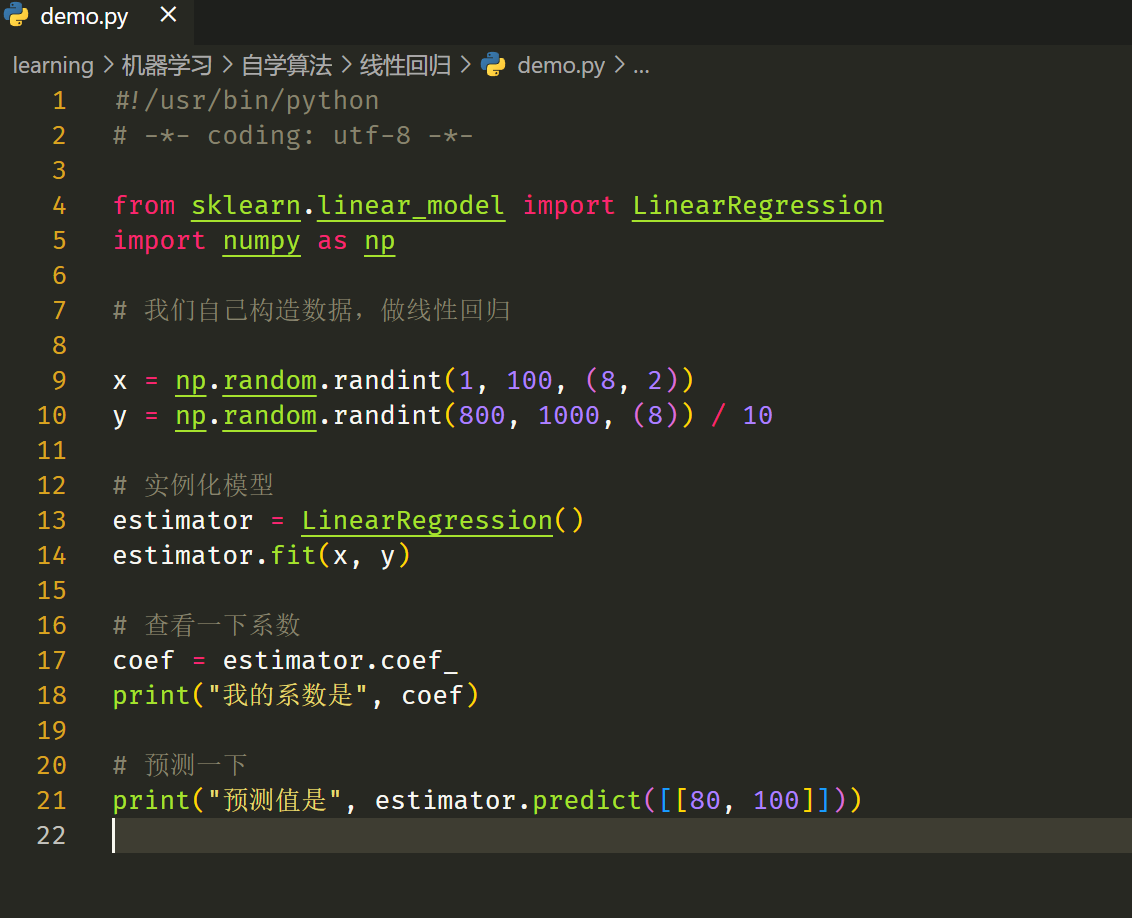 demo.py ×
learning > 机器学习 > 自学算法 > 线性回归 > demo.py > ...
1 #!/usr/bin/python
2 # -*- coding: utf-8 -*-
3
4 from sklearn.linear_model import LinearRegression
5 import numpy as np
6
7 # 我们自己构造数据，做线性回归
8
9 x = np.random.randint(1, 100, (8, 2))
10 y = np.random.randint(800, 1000, (8)) / 10
11
12 # 实例化模型
13 estimator = LinearRegression()
14 estimator.fit(x, y)
15
16 # 查看一下系数
17 coef = estimator.coef_
18 print("我的系数是", coef)
19
20 # 预测一下
21 print("预测值是", estimator.predict([[80, 100]]))
22